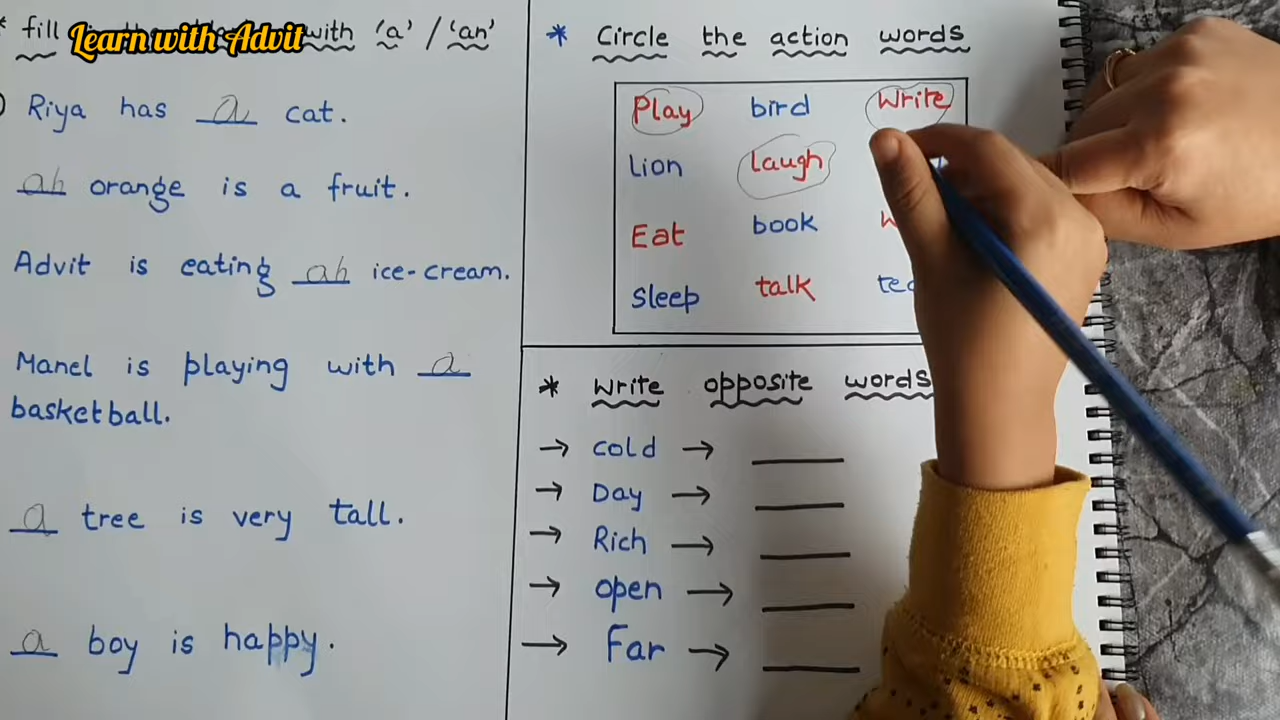 * fill with 'a' / 'an'
Learn with Advit
Riya has a cat.
an orange is a fruit.
Advit is eating an ice-cream.
Manel is playing with a
basketball.
a tree is very tall.
a boy is happy.
* Circle the action words
Play bird Write
lion laugh
Eat book
Sleep talk
* Write opposite words
→ cold →
→ Day →
→ Rich →
→ open →
→ Far →